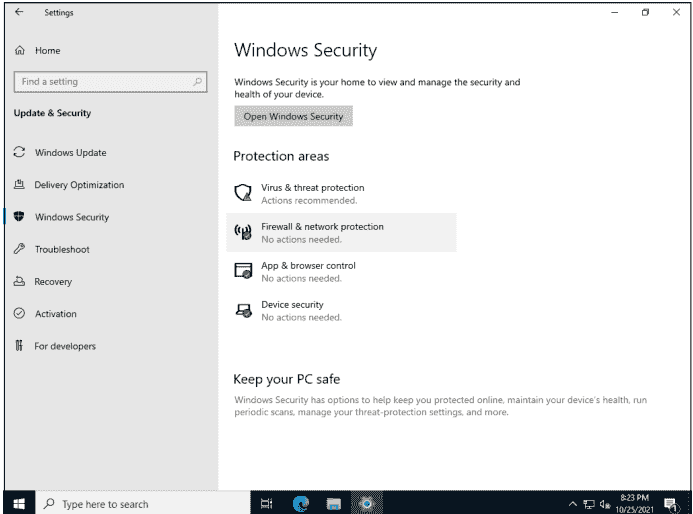 Settings
Home
Find a setting
Update & Security
Windows Update
Delivery Optimization
Windows Security
Troubleshoot
Recovery
Activation
For developers
Windows Security
Windows Security is your home to view and manage the security and
health of your device.
Open Windows Security
Protection areas
Virus & threat protection
Actions recommended.
Firewall & network protection
No actions needed.
App & browser control
No actions needed.
Device security
No actions needed.
Keep your PC safe
Windows Security has options to help keep you protected online, maintain your device's health, run
periodic scans, manage your threat-protection settings, and more.
Type here to search
8:23 PM
10/25/2021
1